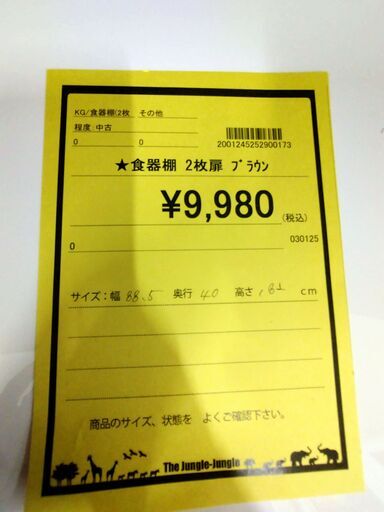 KG/食器棚(2枚 その他
程度 中古
0 0
2001245252900173
★食器棚 2枚扉 ブラウン
¥9,980 (税込)
0 030125
サイズ:幅 88.5 奥行 40 高さ cm
商品のサイズ、状態を よくご確認下さい。
The Jungle-Jungle